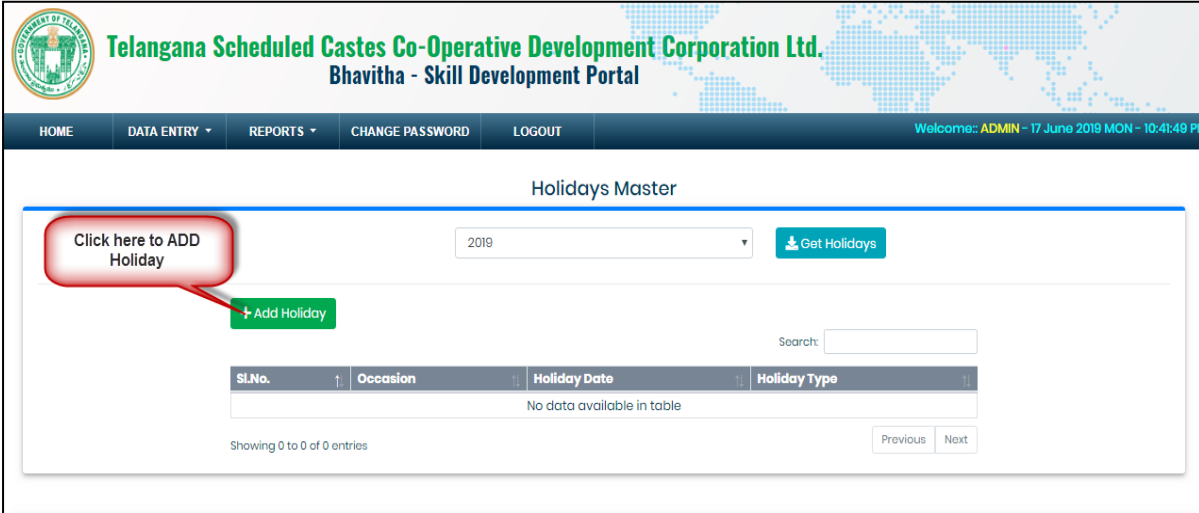 Telangana Scheduled Castes Co-Operative Development Corporation Ltd.
Bhavitha - Skill Development Portal
HOME DATA ENTRY REPORTS CHANGE PASSWORD LOGOUT Welcome:: ADMIN - 17 June 2019 MON - 10:41:49 P
Holidays Master
Click here to ADD
Holiday
2019 Get Holidays
+ Add Holiday
Search:
Sl.No. Occasion Holiday Date Holiday Type
No data available in table
Showing 0 to 0 of 0 entries
Previous Next